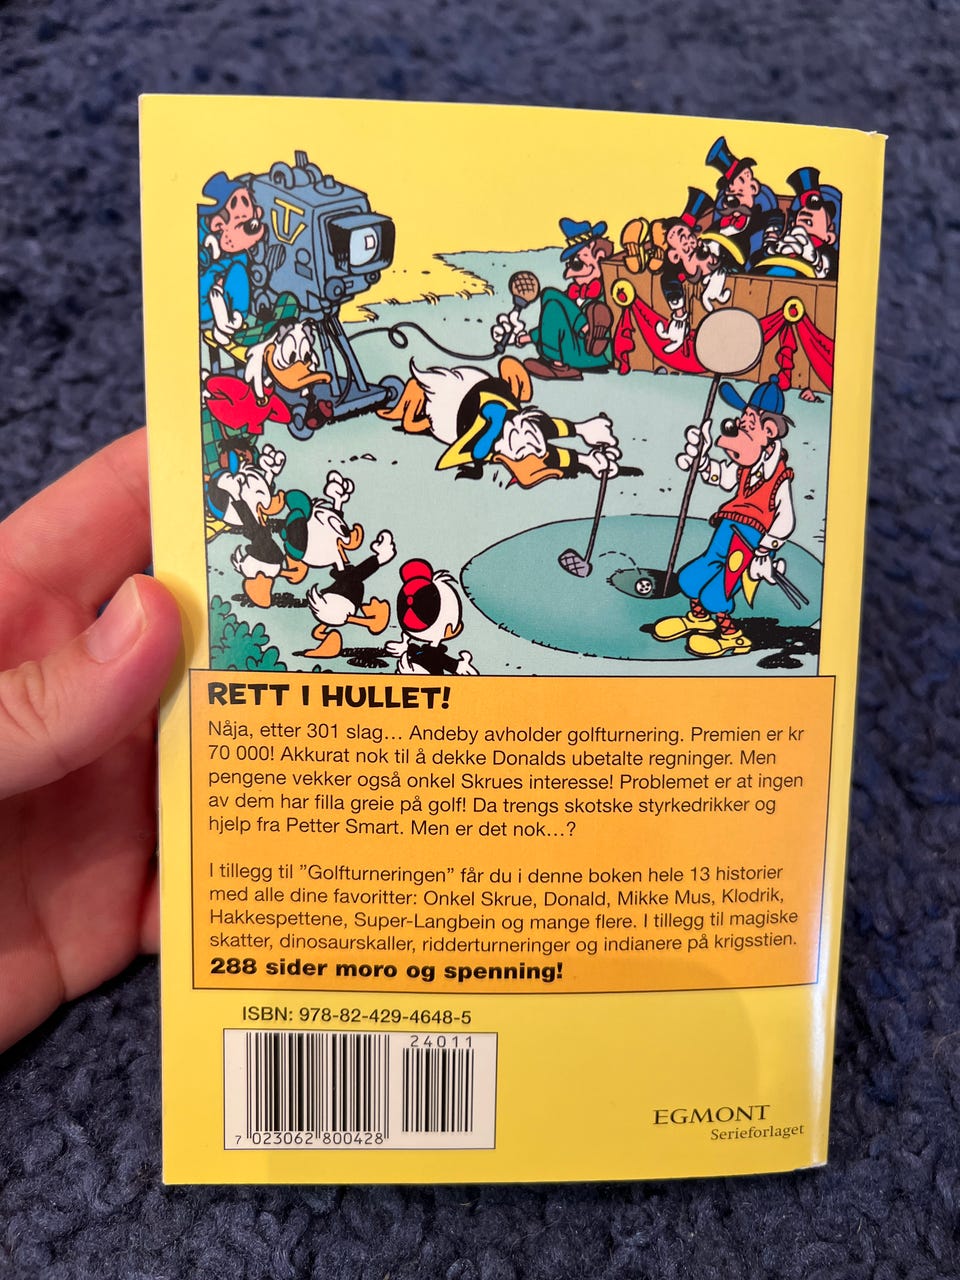 TV
RETT I HULLET!
Nåja, etter 301 slag... Andeby avholder golfturnering. Premien er kr
70 000! Akkurat nok til å dekke Donalds ubetalte regninger. Men
pengene vekker også onkel Skrues interesse! Problemet er at ingen
av dem har filla greie på golf! Da trengs skotske styrkedrikker og
hjelp fra Petter Smart. Men er det nok...?
I tillegg til ”Golfturneringen” får du i denne boken hele 13 historier
med alle dine favoritter: Onkel Skrue, Donald, Mikke Mus, Klodrik,
Hakkespettene, Super-Langbein og mange flere. I tillegg til magiske
skatter, dinosaurskaller, ridderturneringer og indianere på krigsstien.
288 sider moro og spenning!
ISBN: 978-82-429-4648-5
24011
7 023062 800428
EGMONT
Serieforlaget